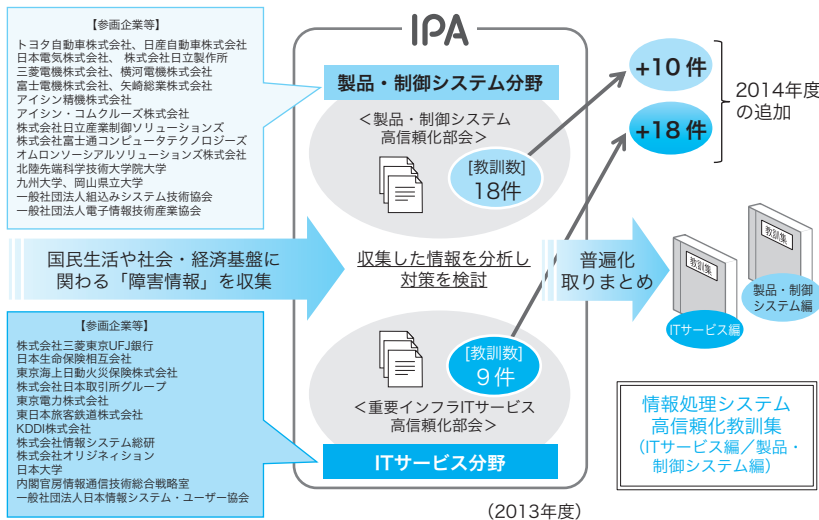 【参画企業等】
トヨタ自動車株式会社、日産自動車株式会社
日本電気株式会社、 株式会社日立製作所
三菱電機株式会社、横河電機株式会社
富士電機株式会社、矢崎総業株式会社
アイシン精機株式会社
アイシン・コムクルーズ株式会社
株式会社日立産業制御ソリューションズ
株式会社富士通コンピュータテクノロジーズ
オムロンソーシアルソリューションズ株式会社
北陸先端科学技術大学院大学
九州大学、岡山県立大学
一般社団法人組込みシステム技術協会
一般社団法人電子情報技術産業協会
IPA
製品・制御システム分野
＜製品・制御システム
高信頼化部会＞
[教訓数]
18件
+10 件
+18 件
2014年度
の追加
国民生活や社会・経済基盤に
関わる「障害情報」を収集
収集した情報を分析し
対策を検討
普遍化
取りまとめ
教訓集
教訓集
製品・制御
システム編
ITサービス編
【参画企業等】
株式会社三菱東京UFJ銀行
日本生命保険相互会社
東京海上日動火災保険株式会社
株式会社日本取引所グループ
東京電力株式会社
東日本旅客鉄道株式会社
KDDI株式会社
株式会社情報システム総研
株式会社オリジネィション
日本大学
内閣官房情報通信技術総合戦略室
一般社団法人日本情報システム・ユーザー協会
[教訓数]
9 件
＜重要インフラITサービス
高信頼化部会＞
ITサービス分野
（2013年度）
情報処理システム
高信頼化教訓集
（ITサービス編／製品・
制御システム編）